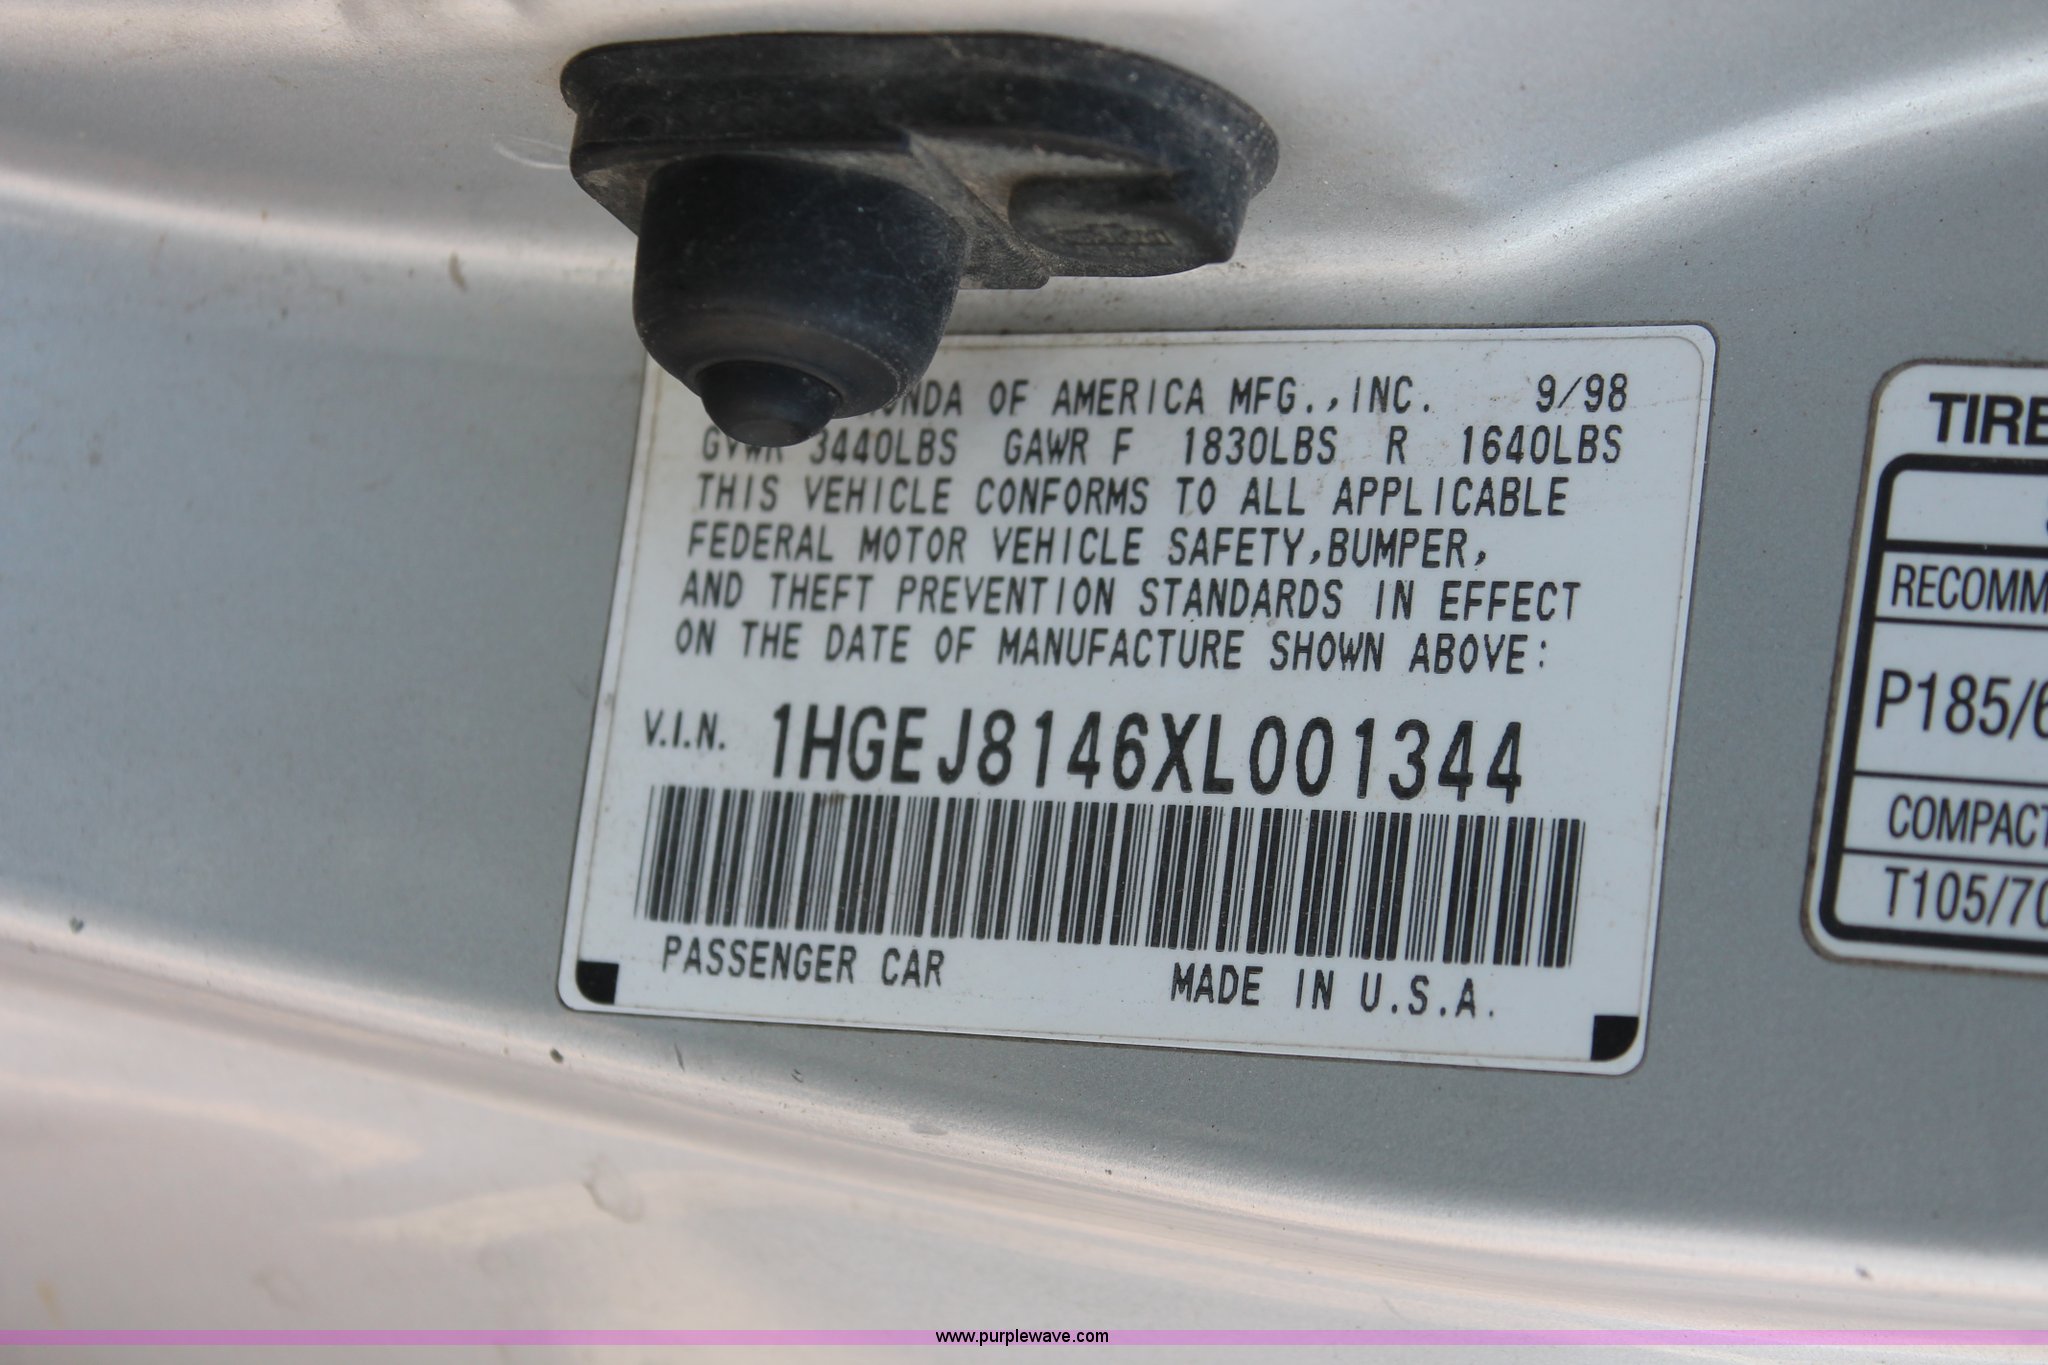 HONDA OF AMERICA MFG.,INC. 9/98
GVWR 3440LBS GAWR F 1830LBS R 1640LBS
THIS VEHICLE CONFORMS TO ALL APPLICABLE
FEDERAL MOTOR VEHICLE SAFETY,BUMPER,
AND THEFT PREVENTION STANDARDS IN EFFECT
ON THE DATE OF MANUFACTURE SHOWN ABOVE:
V.I.N. 1HGEJ8146XL001344
PASSENGER CAR MADE IN U.S.A.
TIRE
RECOMM
P185/6
COMPACT
T105/70
www.purplewave.com